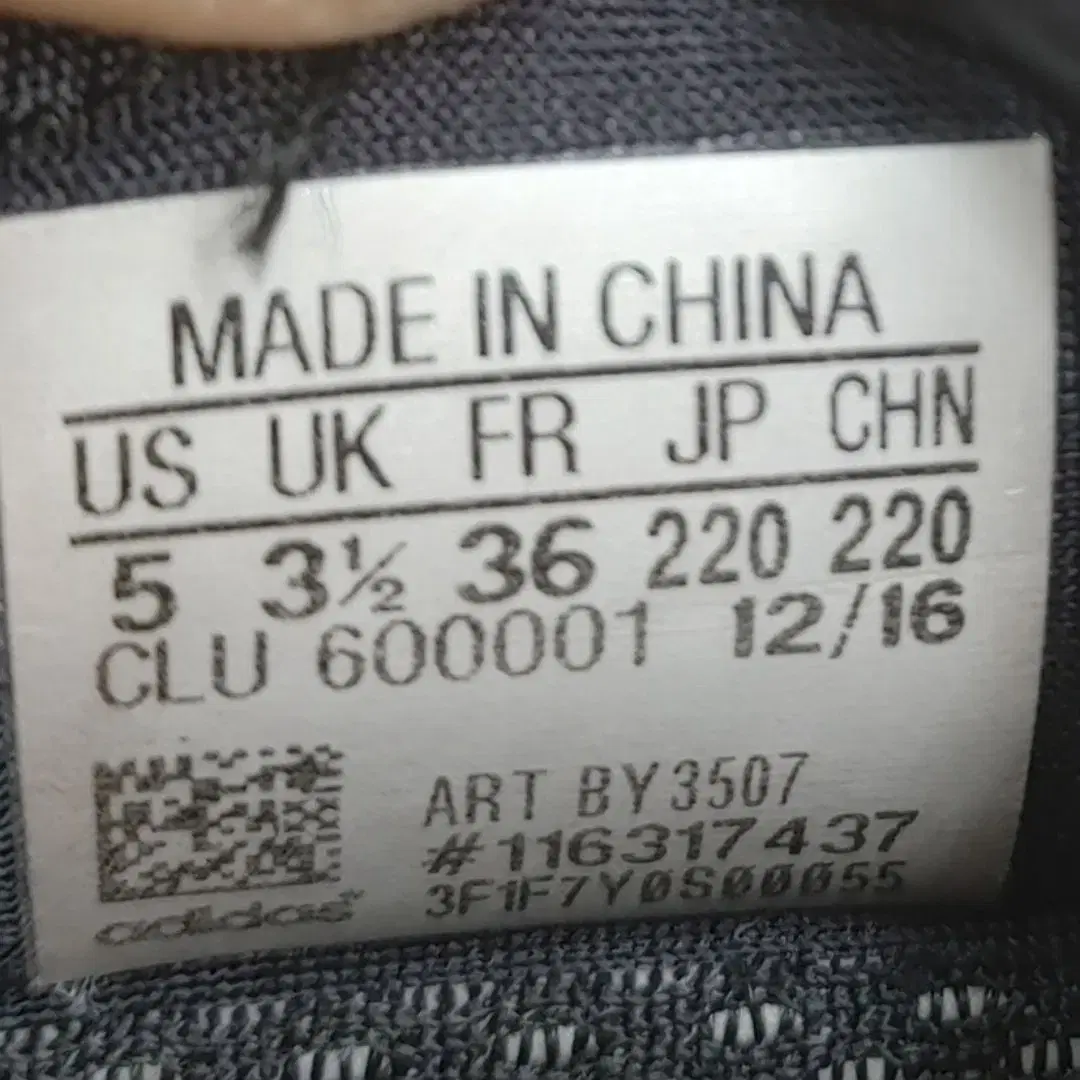 MADE IN CHINA
US UK FR JP CHN
5 3½ 36 220 220
CLU 600001 12/16
ART BY3507
#116317437
3F1F7Y0S00055
adidas